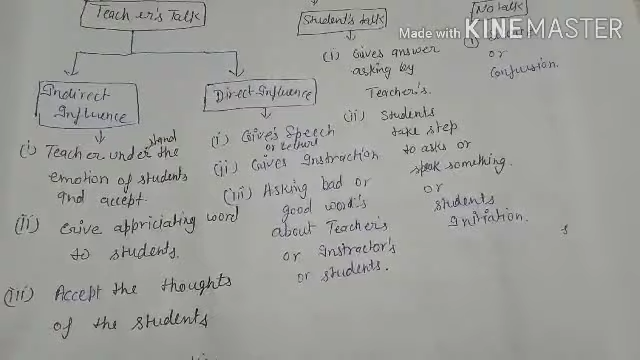 Teacher's Talk
Indirect
Influence
(i) Teacher understand the
emotion of students
and accept.
(ii) Give appriciating word
to students.
(iii) Accept the thoughts
of the students
Direct Influence
(i) Give's Speech
or lecture
(ii) Gives Instruction
(iii) Asking bad or
good word's
about Teacher's
or Instructor's
or students.
Student's talk
(i) Gives answer
asking by
Teacher's.
(ii) Students
take step
to asks or
speak something.
or
students
Initiation.
No talk
(i)
or
Confusion.
Made with KINEMASTER